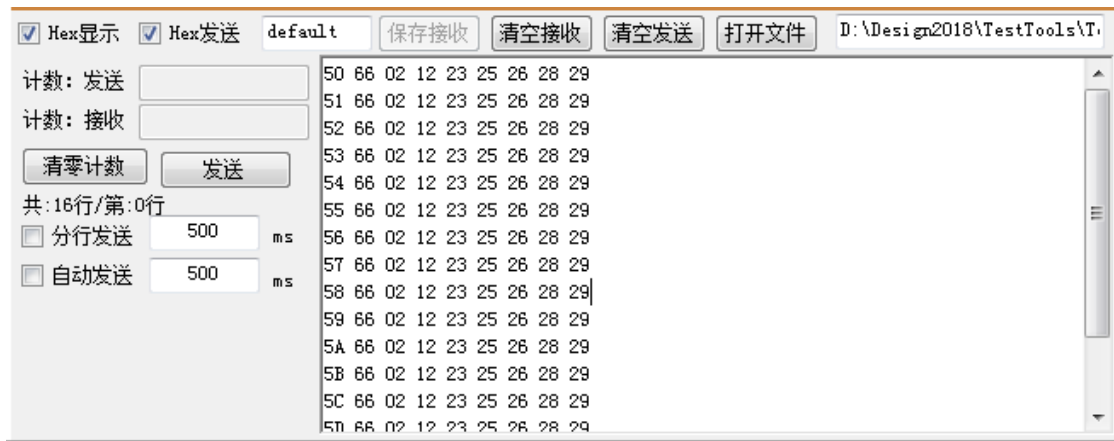 Hex显示 Hex发送 default 保存接收 清空接收 清空发送 打开文件 D:\Design2018\TestTools\T
计数: 发送
计数: 接收
清零计数 发送
共:16行/第:0行
分行发送 500 ms
自动发送 500 ms
50 66 02 12 23 25 26 28 29
51 66 02 12 23 25 26 28 29
52 66 02 12 23 25 26 28 29
53 66 02 12 23 25 26 28 29
54 66 02 12 23 25 26 28 29
55 66 02 12 23 25 26 28 29
56 66 02 12 23 25 26 28 29
57 66 02 12 23 25 26 28 29
58 66 02 12 23 25 26 28 29
59 66 02 12 23 25 26 28 29
5A 66 02 12 23 25 26 28 29
5B 66 02 12 23 25 26 28 29
5C 66 02 12 23 25 26 28 29
5D 66 02 12 23 25 26 28 29